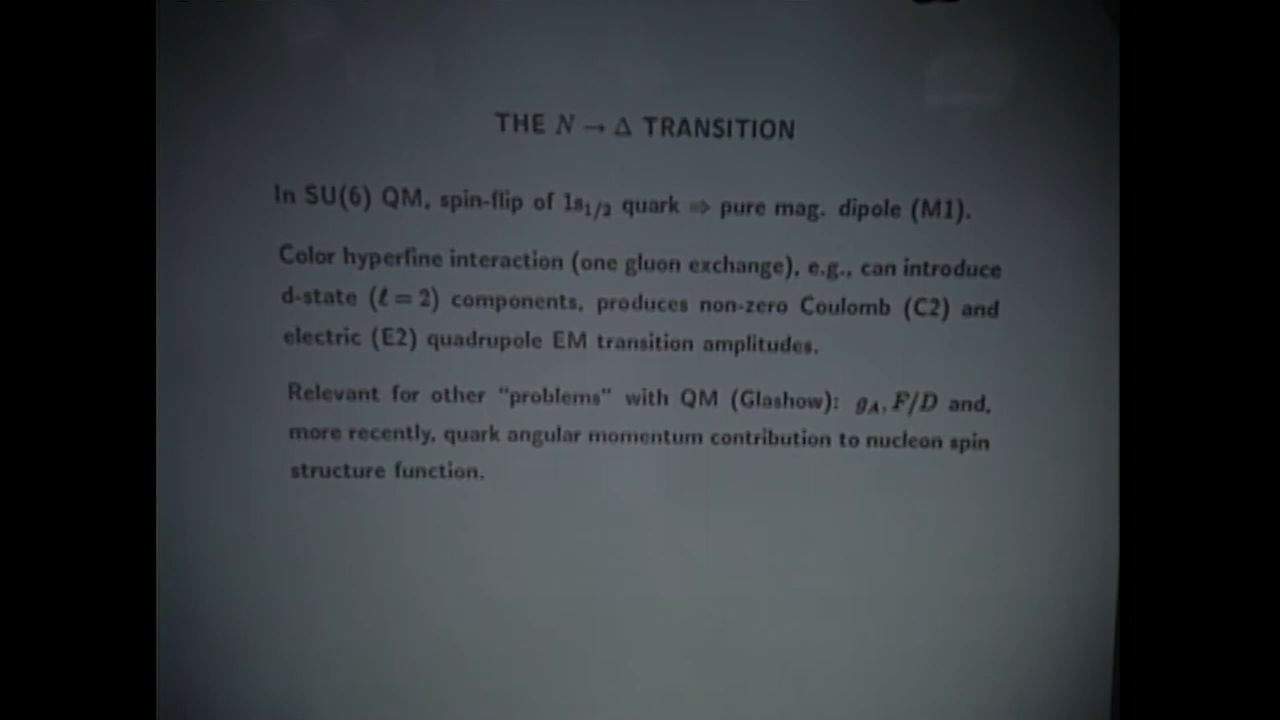 THE N → Δ TRANSITION
In SU(6) QM, spin-flip of 1s₁/₂ quark ⇒ pure mag. dipole (M1).
Color hyperfine interaction (one gluon exchange), e.g., can introduce
d-state (ℓ = 2) components, produces non-zero Coulomb (C2) and
electric (E2) quadrupole EM transition amplitudes.
Relevant for other "problems" with QM (Glashow): g_A, F/D and,
more recently, quark angular momentum contribution to nucleon spin
structure function.